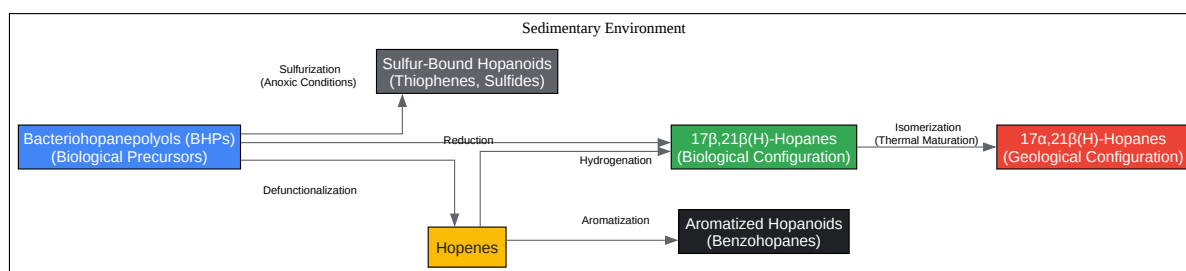 Sedimentary Environment
Sulfurization
(Anoxic Conditions)
Sulfur-Bound Hopanoids
(Thiophenes, Sulfides)
Bacteriohopanepolyols (BHPs)
(Biological Precursors)
Reduction
Hydrogenation
17β,21β(H)-Hopanes
(Biological Configuration)
Isomerization
(Thermal Maturation)
17α,21β(H)-Hopanes
(Geological Configuration)
Defunctionalization
Hopenes
Aromatization
Aromatized Hopanoids
(Benzohopanes)